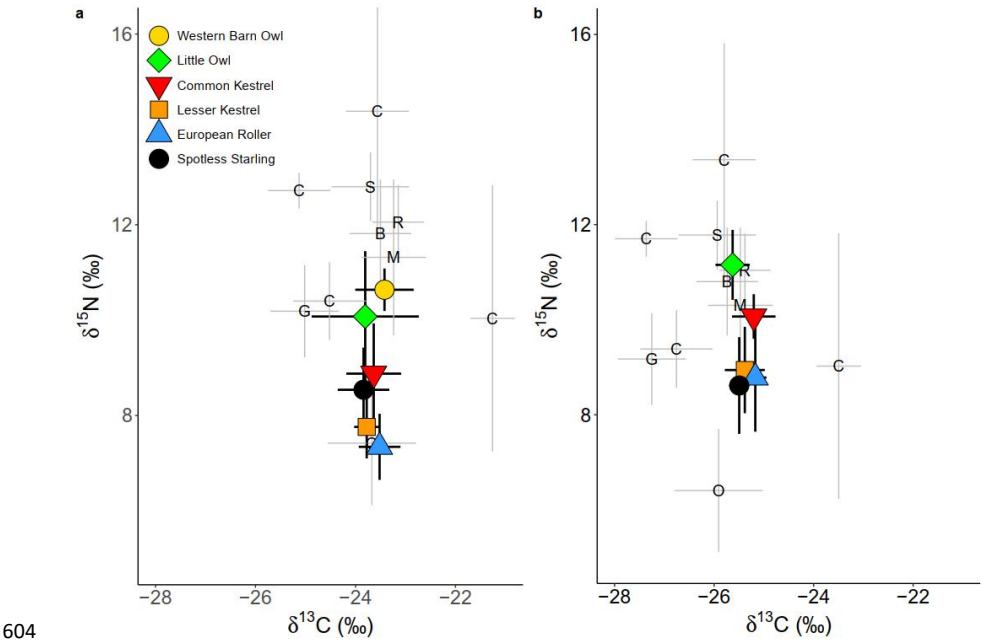 a
16
Western Barn Owl
Little Owl
Common Kestrel
Lesser Kestrel
European Roller
Spotless Starling
C
C
S
R
B
M
C
G
C
12
8
δ15N (‰)
−28
−26
−24
−22
δ13C (‰)
b
16
C
C
S
R
B
M
C
G
C
O
12
8
δ15N (‰)
−28
−26
−24
−22
δ13C (‰)
604